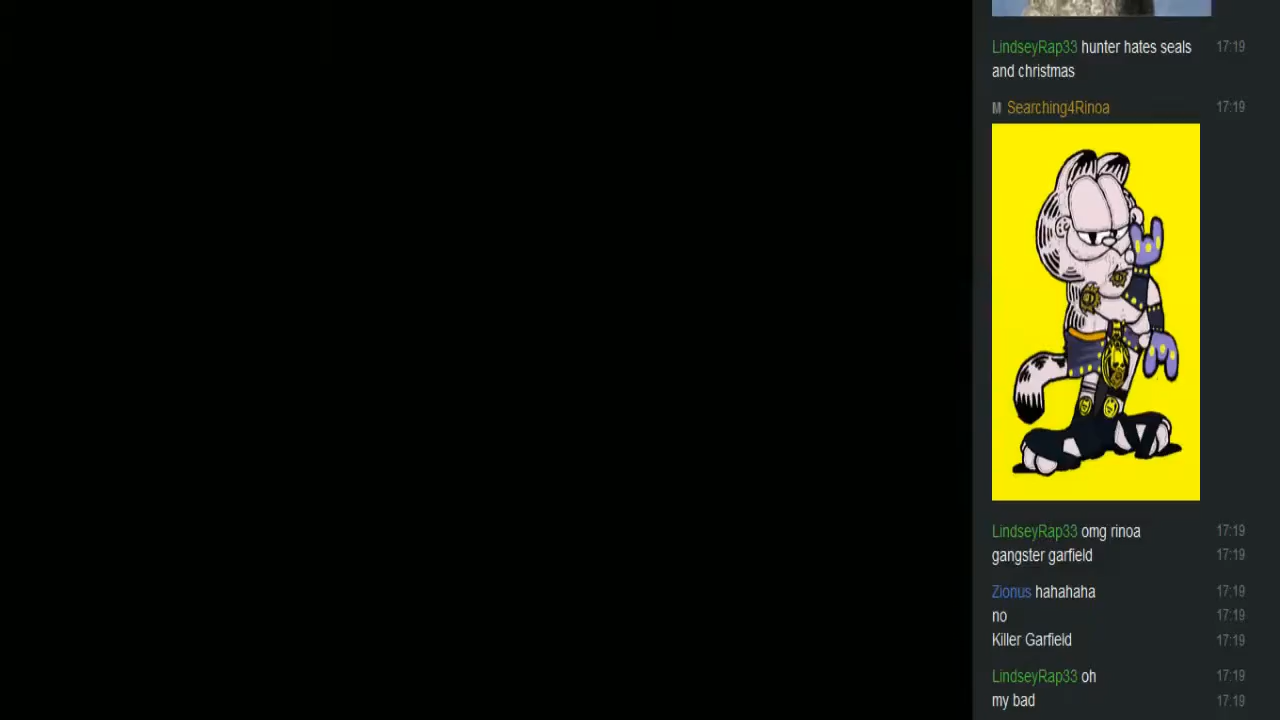 LindseyRap33 hunter hates seals 17:19
and christmas
M Searching4Rinoa 17:19
LindseyRap33 omg rinoa 17:19
gangster garfield 17:19
Zionus hahahaha 17:19
no 17:19
Killer Garfield 17:19
LindseyRap33 oh 17:19
my bad 17:19